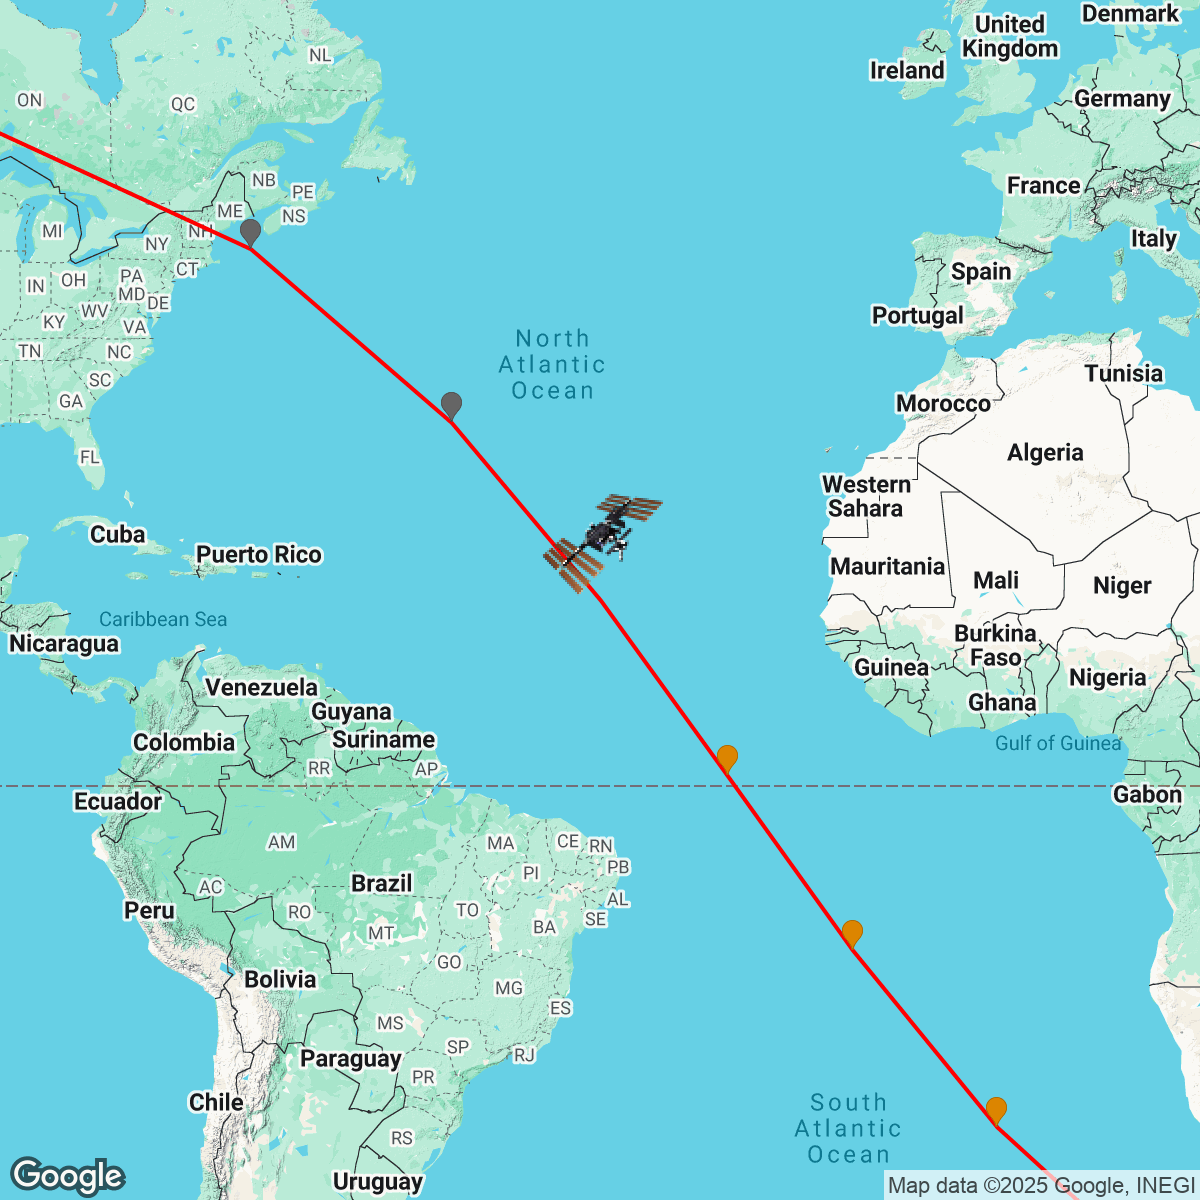 Denmark
United
Kingdom
Ireland
NL
ON
QC
Germany
NB
PE
France
ME
NS
MI
NH
NY
Italy
CT
PA
OH
IN
Spain
MD
DE
WV
Portugal
KY
VA
North
Atlantic
Ocean
TN
NC
Tunisia
SC
GA
Morocco
FL
Algeria
Western
Sahara
Cuba
Puerto Rico
Mauritania
Mali
Niger
Caribbean Sea
Nicaragua
Burkina
Faso
Guinea
Nigeria
Venezuela
Ghana
Guyana
Suriname
Colombia
Gulf of Guinea
RR
AP
Ecuador
Gabon
AM
MA
CE
RN
PI
PB
Brazil
AC
AL
Peru
RO
TO
SE
MT
BA
GO
Bolivia
MG
ES
MS
SP
RJ
Paraguay
PR
Chile
South
Atlantic
Ocean
RS
Uruguay
Google
Map data ©2025 Google, INEGI